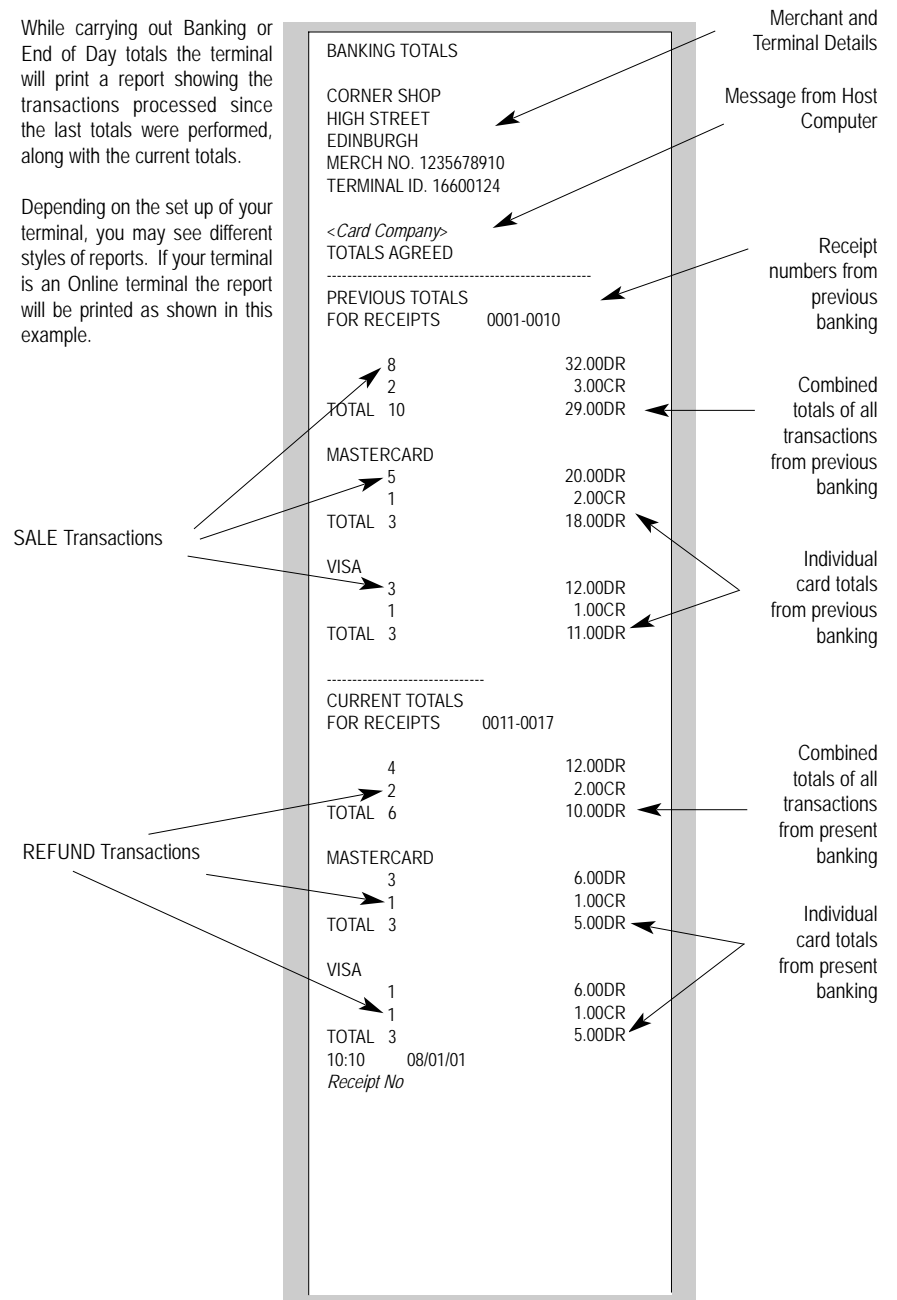 While carrying out Banking or
End of Day totals the terminal
will print a report showing the
transactions processed since
the last totals were performed,
along with the current totals.
Depending on the set up of your
terminal, you may see different
styles of reports. If your terminal
is an Online terminal the report
will be printed as shown in this
example.
SALE Transactions
REFUND Transactions
BANKING TOTALS
CORNER SHOP
HIGH STREET
EDINBURGH
MERCH NO. 1235678910
TERMINAL ID. 16600124
<Card Company>
TOTALS AGREED
----------------------------------------------------
PREVIOUS TOTALS
FOR RECEIPTS 0001-0010
8 32.00DR
2 3.00CR
TOTAL 10 29.00DR
MASTERCARD
5 20.00DR
1 2.00CR
TOTAL 3 18.00DR
VISA
3 12.00DR
1 1.00CR
TOTAL 3 11.00DR
-------------------------------
CURRENT TOTALS
FOR RECEIPTS 0011-0017
4 12.00DR
2 2.00CR
TOTAL 6 10.00DR
MASTERCARD
3 6.00DR
1 1.00CR
TOTAL 3 5.00DR
VISA
1 6.00DR
1 1.00CR
TOTAL 3 5.00DR
10:10 08/01/01
Receipt No
Merchant and
Terminal Details
Message from Host
Computer
Receipt
numbers from
previous
banking
Combined
totals of all
transactions
from previous
banking
Individual
card totals
from previous
banking
Combined
totals of all
transactions
from present
banking
Individual
card totals
from present
banking